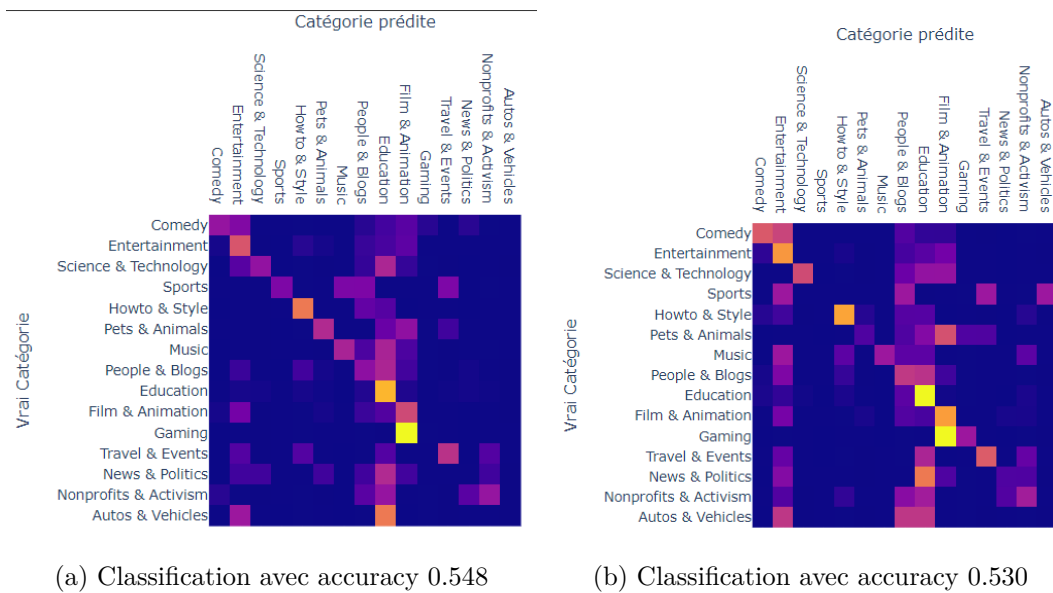 Catégorie prédite
Comedy
Entertainment
Science & Technology
Sports
Howto & Style
Pets & Animals
Music
People & Blogs
Education
Film & Animation
Gaming
Travel & Events
News & Politics
Nonprofits & Activism
Autos & Vehicles
Vrai Catégorie
Comedy
Entertainment
Science & Technology
Sports
Howto & Style
Pets & Animals
Music
People & Blogs
Education
Film & Animation
Gaming
Travel & Events
News & Politics
Nonprofits & Activism
Autos & Vehicles
(a) Classification avec accuracy 0.548
Catégorie prédite
Comedy
Entertainment
Science & Technology
Sports
Howto & Style
Pets & Animals
Music
People & Blogs
Education
Film & Animation
Gaming
Travel & Events
News & Politics
Nonprofits & Activism
Autos & Vehicles
Vrai Catégorie
Comedy
Entertainment
Science & Technology
Sports
Howto & Style
Pets & Animals
Music
People & Blogs
Education
Film & Animation
Gaming
Travel & Events
News & Politics
Nonprofits & Activism
Autos & Vehicles
(b) Classification avec accuracy 0.530